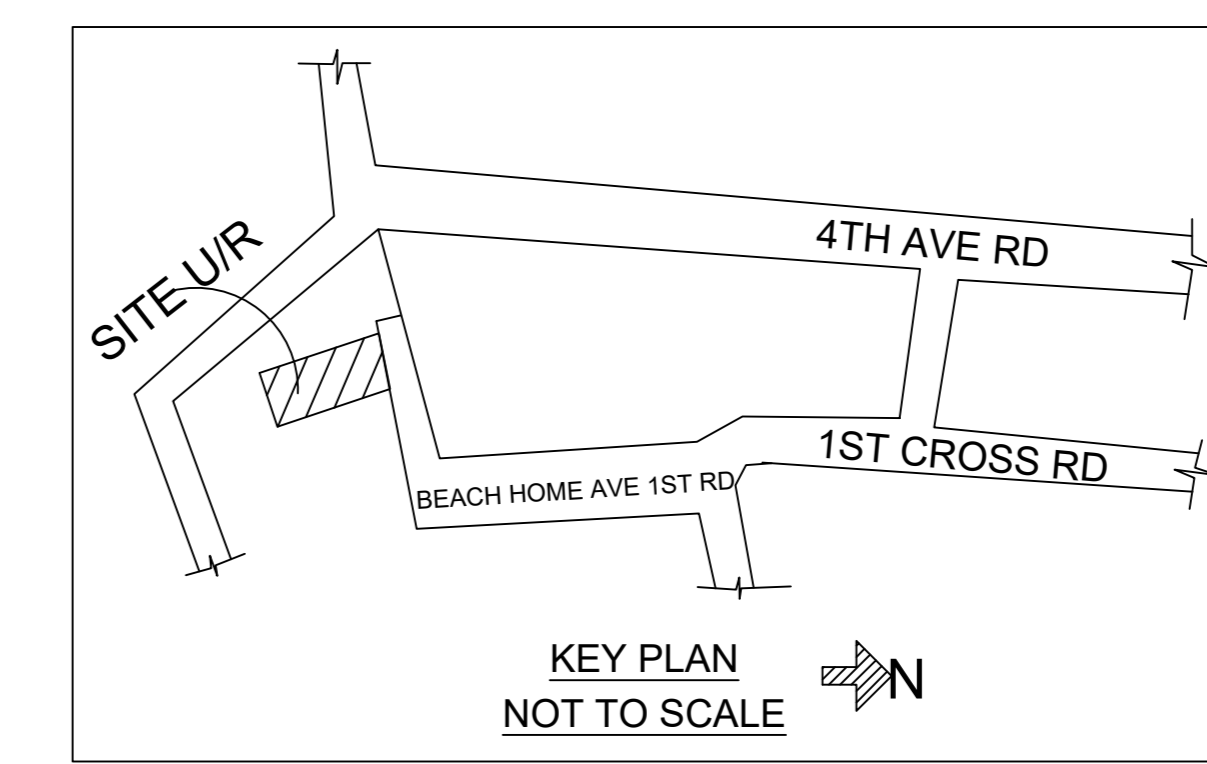 4TH AVE RD
SITE U/R
1ST CROSS RD
BEACH HOME AVE 1ST RD
KEY PLAN
N
NOT TO SCALE